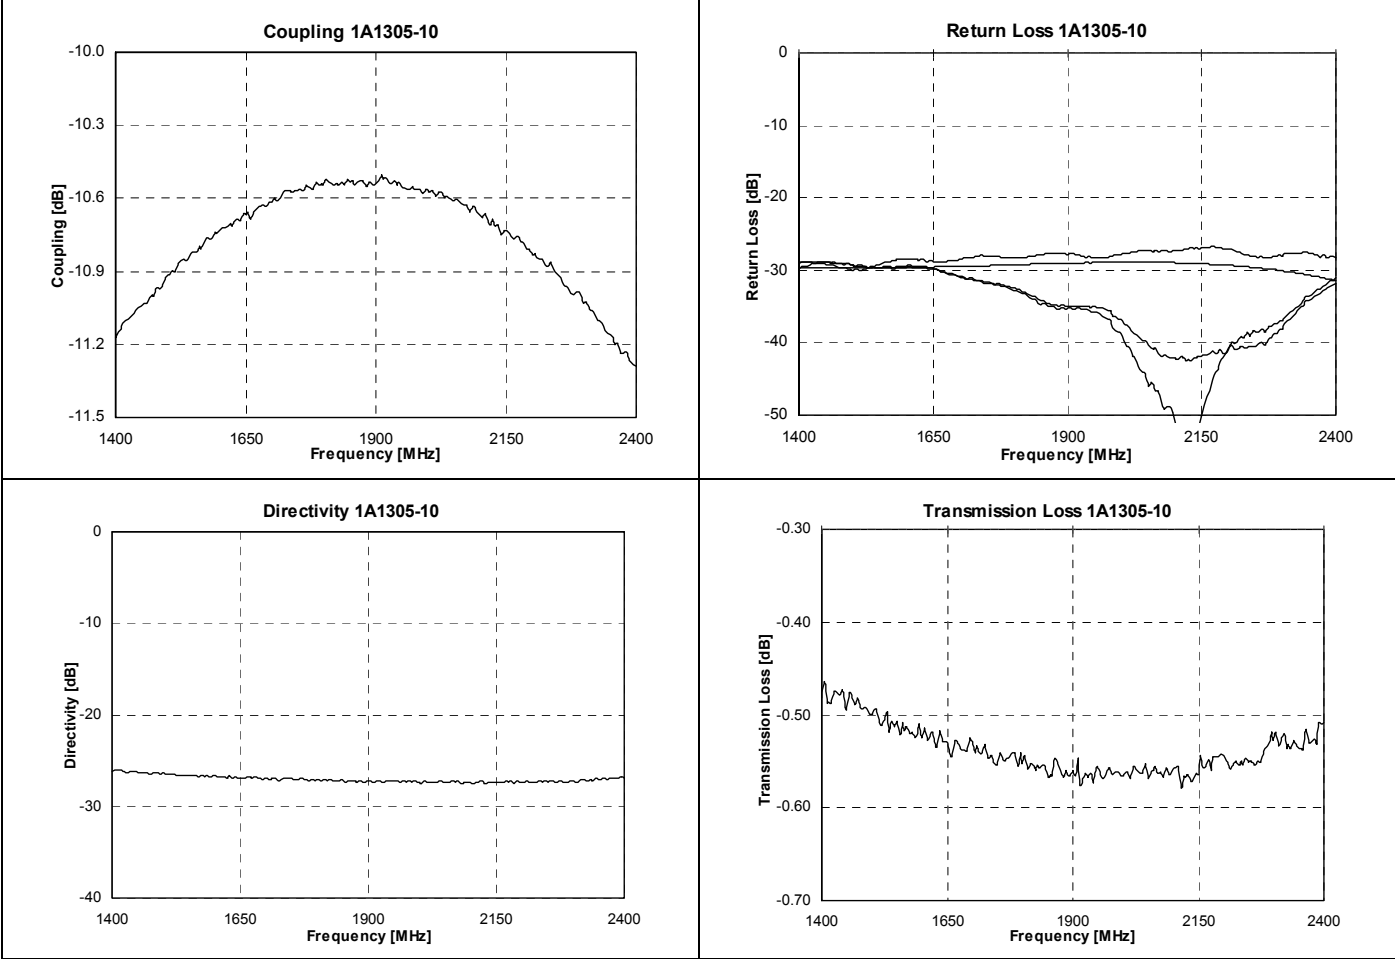 Coupling 1A1305-10
-10.0
-10.3
-10.6
-10.9
-11.2
-11.5
Coupling [dB]
1400 1650 1900 2150 2400
Frequency [MHz]
Return Loss 1A1305-10
0
-10
-20
-30
-40
-50
Return Loss [dB]
1400 1650 1900 2150 2400
Frequency [MHz]
Directivity 1A1305-10
0
-10
-20
-30
-40
Directivity [dB]
1400 1650 1900 2150 2400
Frequency [MHz]
Transmission Loss 1A1305-10
-0.30
-0.40
-0.50
-0.60
-0.70
Transmission Loss [dB]
1400 1650 1900 2150 2400
Frequency [MHz]